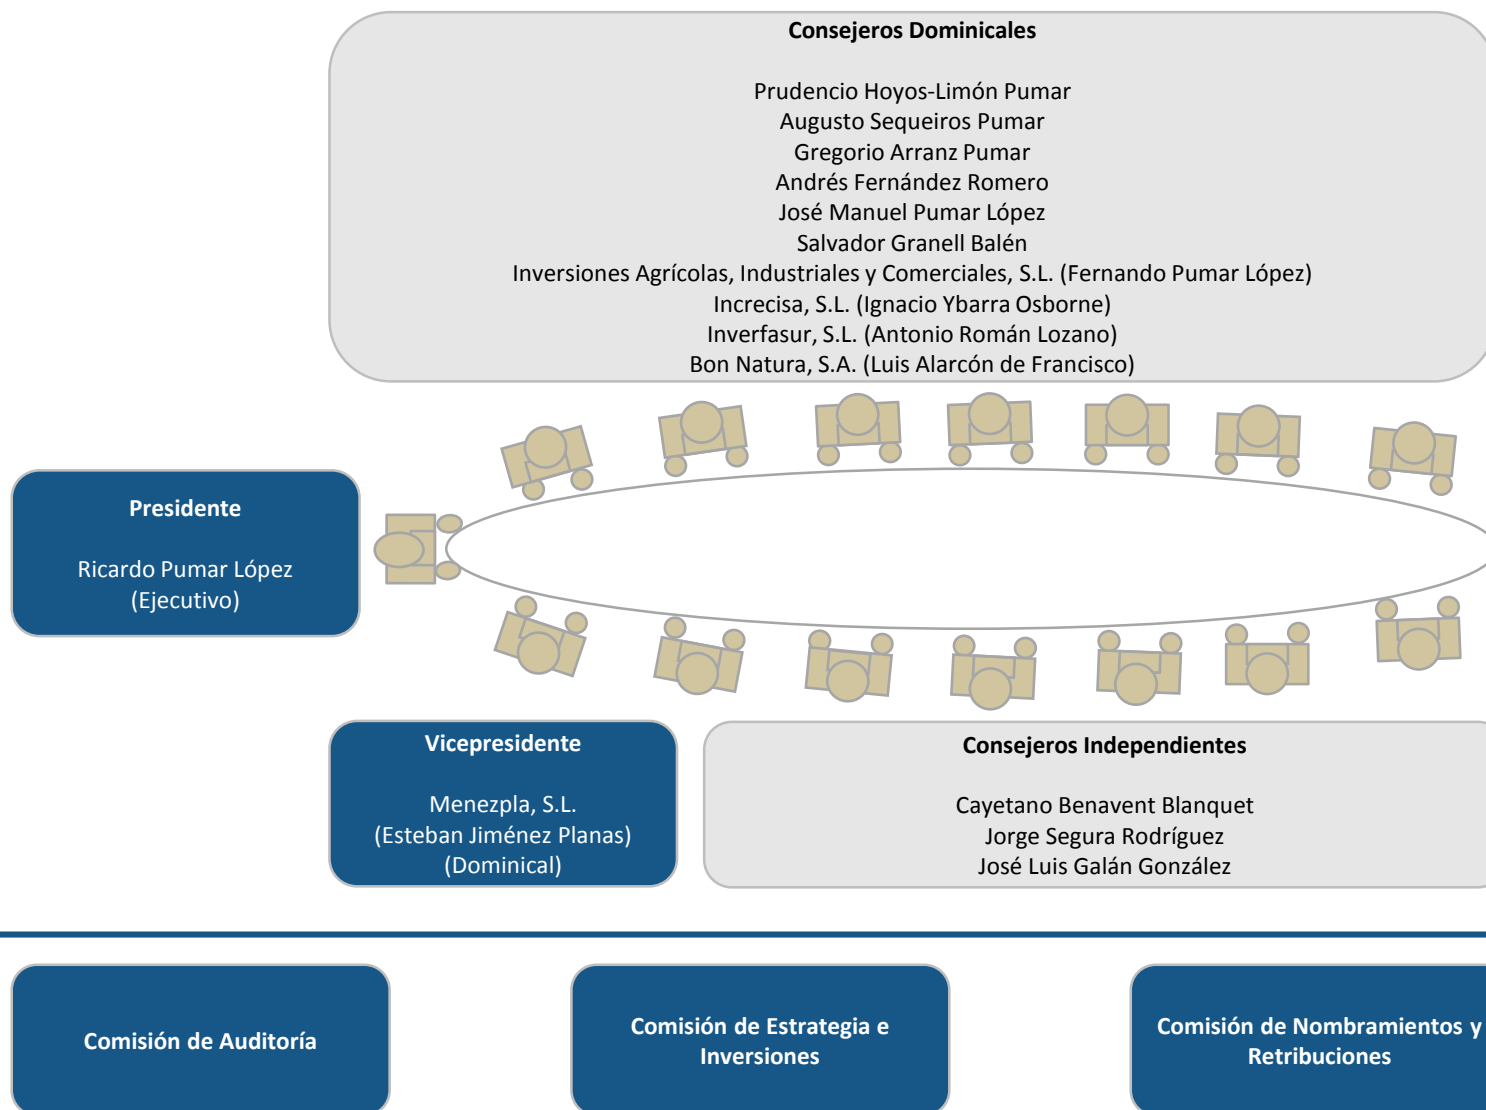 Consejeros Dominicales
Prudencio Hoyos-Limón Pumar
Augusto Sequeiros Pumar
Gregorio Arranz Pumar
Andrés Fernández Romero
José Manuel Pumar López
Salvador Granell Balén
Inversiones Agrícolas, Industriales y Comerciales, S.L. (Fernando Pumar López)
Increcisa, S.L. (Ignacio Ybarra Osborne)
Inverfasur, S.L. (Antonio Román Lozano)
Bon Natura, S.A. (Luis Alarcón de Francisco)
Presidente
Ricardo Pumar López
(Ejecutivo)
Vicepresidente
Menezpla, S.L.
(Esteban Jiménez Planas)
(Dominical)
Consejeros Independientes
Cayetano Benavent Blanquet
Jorge Segura Rodríguez
José Luis Galán González
Comisión de Auditoría
Comisión de Estrategia e
Inversiones
Comisión de Nombramientos y
Retribuciones